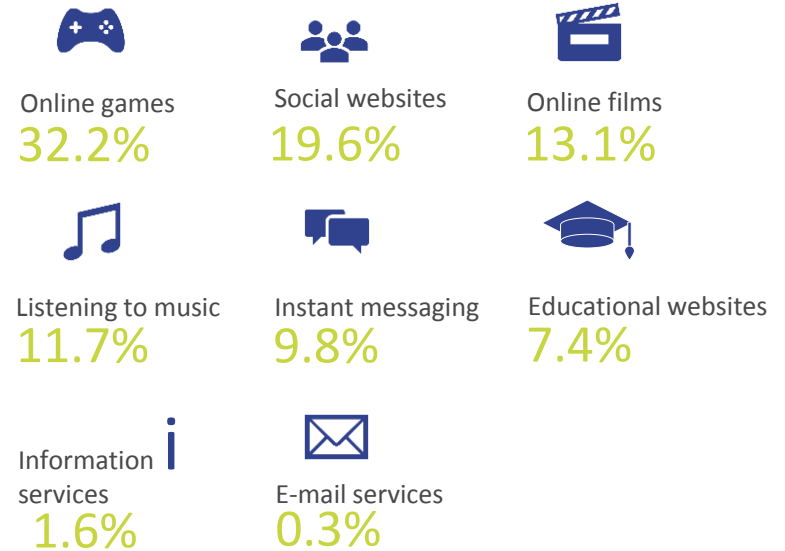 Online games
32.2%
Social websites
19.6%
Online films
13.1%
Listening to music
11.7%
Instant messaging
9.8%
Educational websites
7.4%
Information
services
1.6%
E-mail services
0.3%